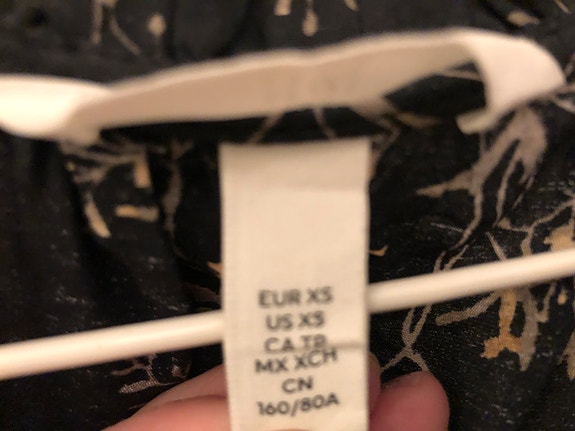 EUR XS
US XS
CA TP
MX XCH
CN
160/80A